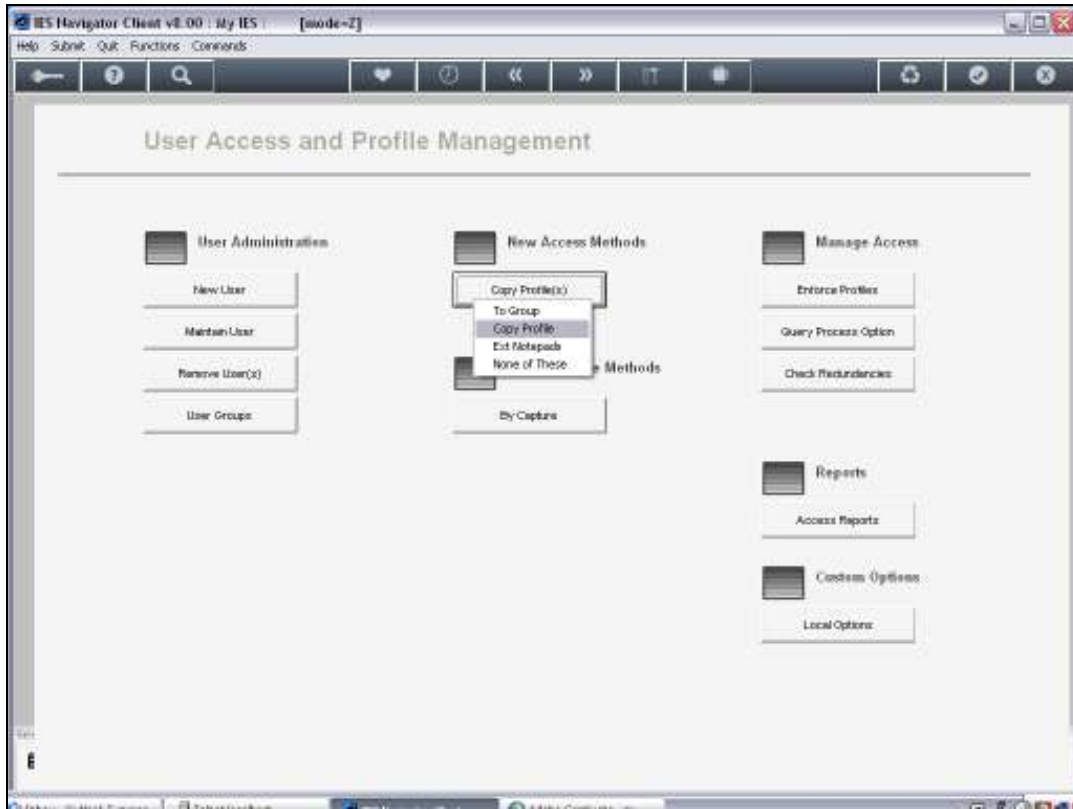 IES Navigator Client v8.00 : My IES : [mode=Z]
Help Submit Quit Functions Commands
User Access and Profile Management
User Administration
New User
Maintain User
Remove User(s)
User Groups
New Access Methods
Copy Profile(s)
To Group
Copy Profile
Ext Notepads
None of These
Methods
By Capture
Manage Access
Enforce Profiles
Query Process Option
Check Redundancies
Reports
Access Reports
Custom Options
Local Options